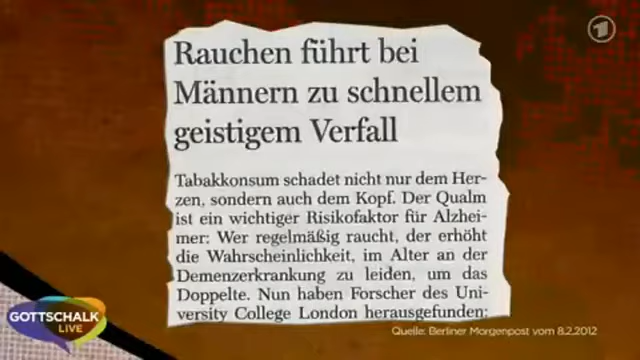 Rauchen führt bei
Männern zu schnellem
geistigem Verfall
Tabakkonsum schadet nicht nur dem Her-
zen, sondern auch dem Kopf. Der Qualm
ist ein wichtiger Risikofaktor für Alzhei-
mer: Wer regelmäßig raucht, der erhöht
die Wahrscheinlichkeit, im Alter an der
Demenzerkrankung zu leiden, um das
Doppelte. Nun haben Forscher des Uni-
versity College London herausgefunden:
GOTTSCHALK
LIVE
Quelle: Berliner Morgenpost vom 8.2.2012
1